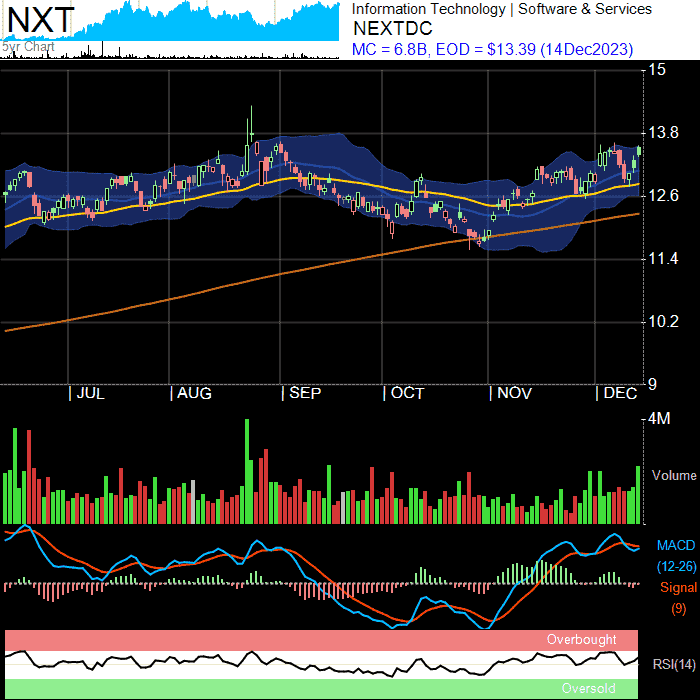 NXT
5yr Chart
Information Technology | Software & Services
NEXTDC
MC = 6.8B, EOD = $13.39 (14Dec2023)
15
13.8
12.6
11.4
10.2
9
JUL AUG SEP OCT NOV DEC
4M
Volume
MACD
(12-26)
Signal
(9)
Overbought
RSI(14)
Oversold